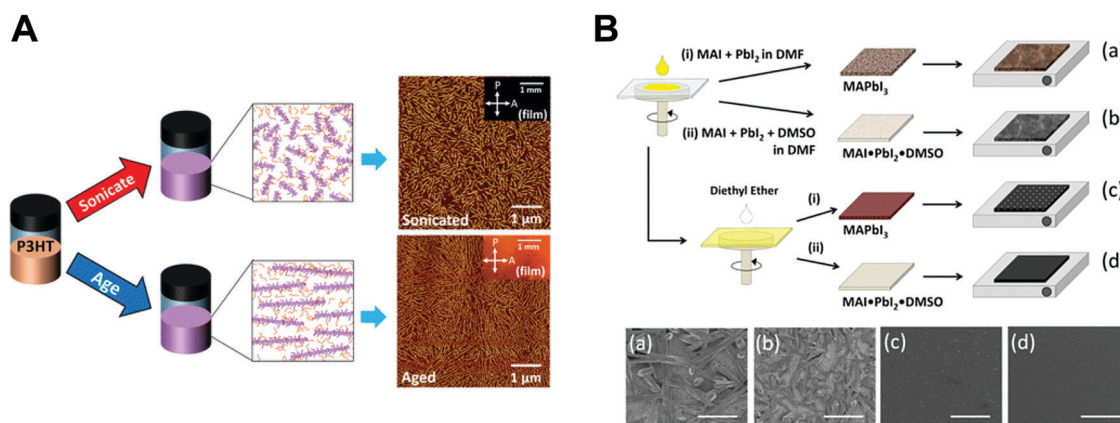 A
P3HT
Sonicate
Age
P
A
1 mm
(film)
Sonicated
1 µm
P
A
1 mm
(film)
Aged
1 µm
B
(i) MAI + PbI₂ in DMF
(ii) MAI + PbI₂ + DMSO
in DMF
MAPbI₃
(a)
MAI•PbI₂•DMSO
(b)
Diethyl Ether
(i)
MAPbI₃
(c)
(ii)
MAI•PbI₂•DMSO
(d
(a)
(b)
(c)
(d)